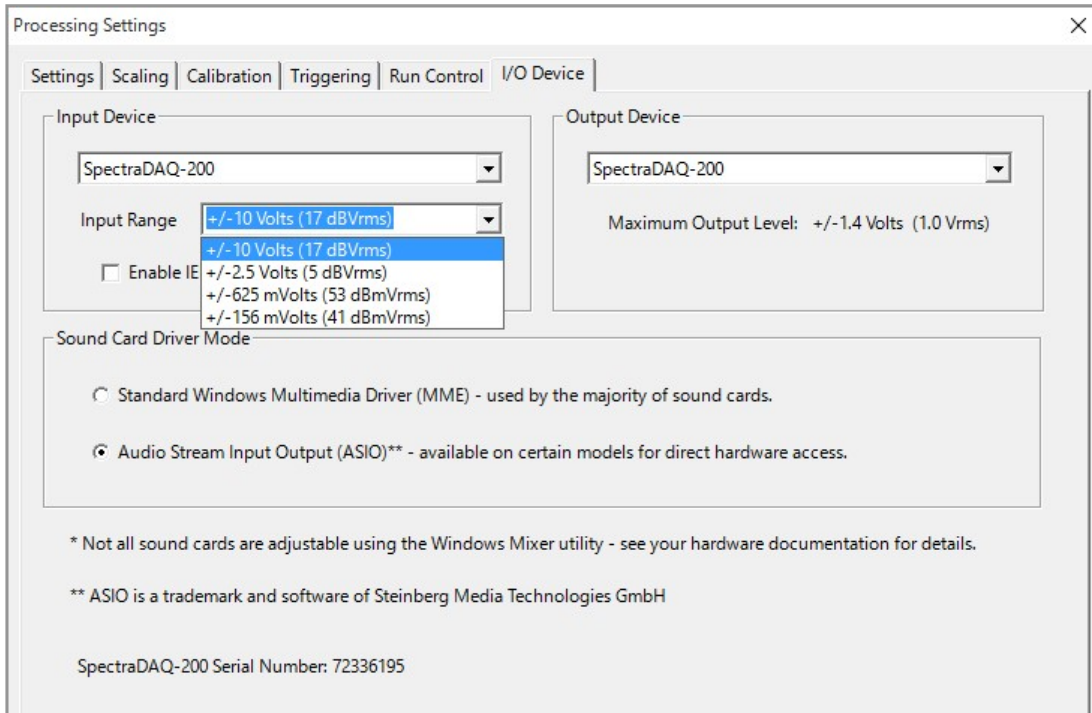 Processing Settings
Settings
Scaling
Calibration
Triggering
Run Control
I/O Device
Input Device
SpectraDAQ-200
Input Range
+/-10 Volts (17 dBVrms)
+/-10 Volts (17 dBVrms)
+/-2.5 Volts (5 dBVrms)
+/-625 mVolts (53 dBmVrms)
+/-156 mVolts (41 dBmVrms)
Enable IE
Output Device
SpectraDAQ-200
Maximum Output Level: +/-1.4 Volts (1.0 Vrms)
Sound Card Driver Mode
Standard Windows Multimedia Driver (MME) - used by the majority of sound cards.
Audio Stream Input Output (ASIO)** - available on certain models for direct hardware access.
* Not all sound cards are adjustable using the Windows Mixer utility - see your hardware documentation for details.
** ASIO is a trademark and software of Steinberg Media Technologies GmbH
SpectraDAQ-200 Serial Number: 72336195